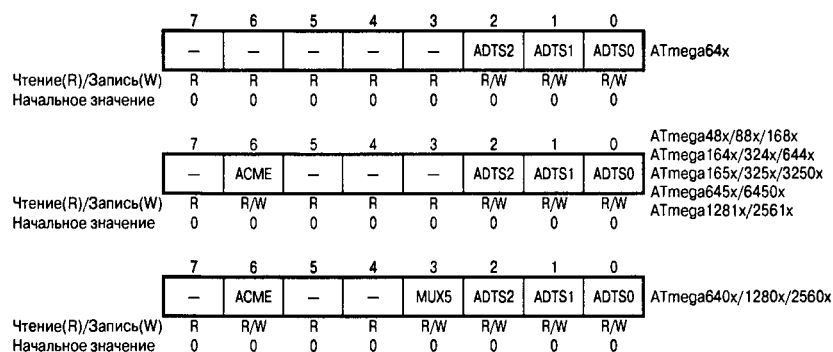 7 6 5 4 3 2 1 0
— — — — — ADTS2 ADTS1 ADTS0 ATmega64x
Чтение(R)/Запись(W) R R R R R R/W R/W R/W
Начальное значение 0 0 0 0 0 0 0 0
7 6 5 4 3 2 1 0
ATmega48x/88x/168x
ATmega164x/324x/644x
— ACME — — — ADTS2 ADTS1 ADTS0 ATmega165x/325x/3250x
ATmega645x/6450x
Чтение(R)/Запись(W) R R/W R R R R/W R/W R/W ATmega1281x/2561x
Начальное значение 0 0 0 0 0 0 0 0
7 6 5 4 3 2 1 0
— ACME — — MUX5 ADTS2 ADTS1 ADTS0 ATmega640x/1280x/2560x
Чтение(R)/Запись(W) R R/W R R R/W R/W R/W R/W
Начальное значение 0 0 0 0 0 0 0 0